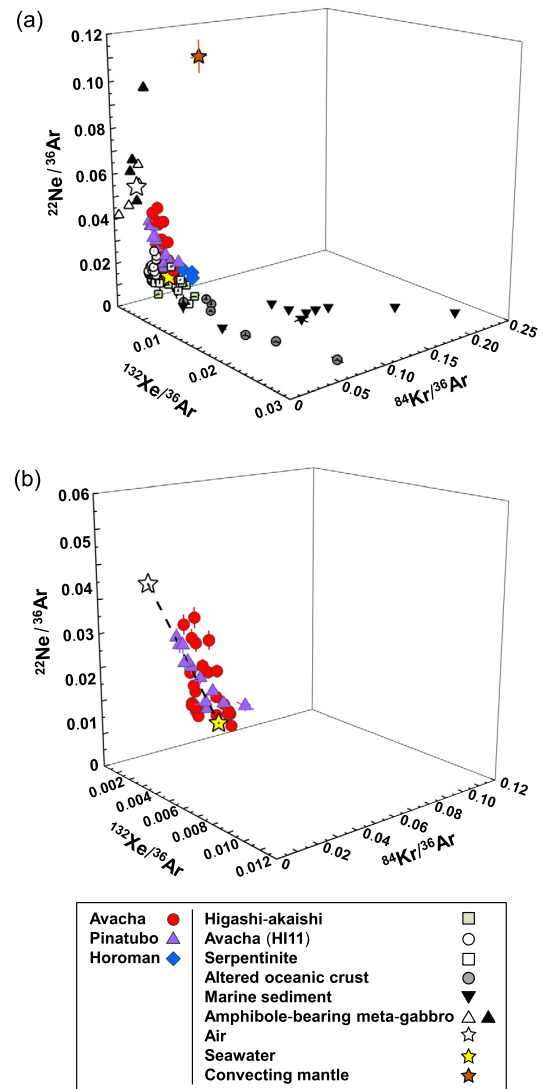 (a)
0.12
0.10
0.08
0.06
0.04
0.02
0
²²Ne/³⁶Ar
0.01
0.02
0.03
¹³²Xe/³⁶Ar
0
0.05
0.10
0.15
0.20
0.25
⁸⁴Kr/³⁶Ar
(b)
0.06
0.05
0.04
0.03
0.02
0.01
0
²²Ne/³⁶Ar
0.002
0.004
0.006
0.008
0.010
0.012
¹³²Xe/³⁶Ar
0
0.02
0.04
0.06
0.08
0.10
0.12
⁸⁴Kr/³⁶Ar
Avacha
Pinatubo
Horoman
Higashi-akaishi
Avacha (HI11)
Serpentinite
Altered oceanic crust
Marine sediment
Amphibole-bearing meta-gabbro
Air
Seawater
Convecting mantle